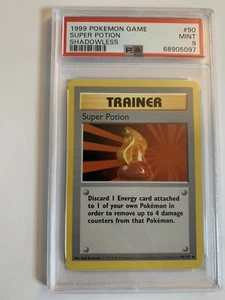 1999 POKEMON GAME #90
SUPER POTION MINT
SHADOWLESS 9
PSA 68905097
TRAINER
Super Potion
Discard 1 Energy card attached
to 1 of your own Pokémon in
order to remove up to 4 damage
counters from that Pokémon.